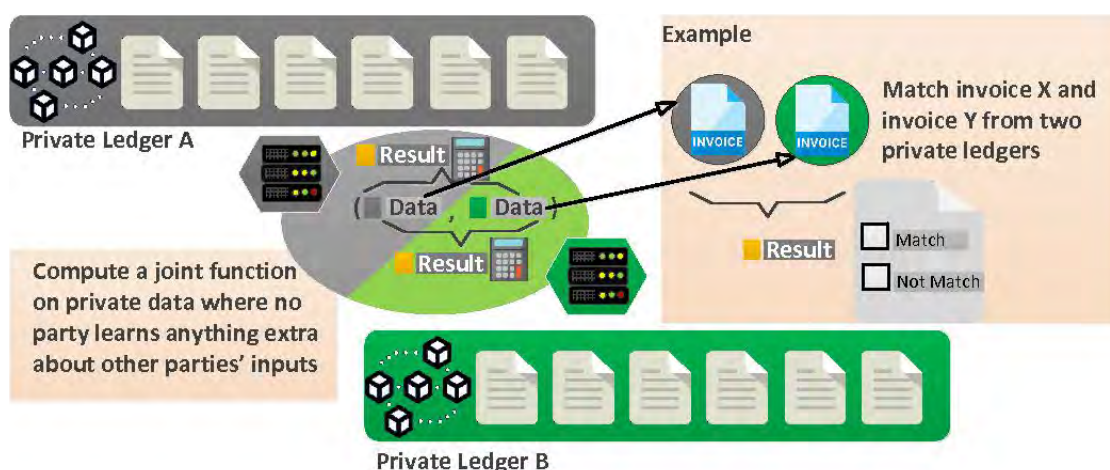 Private Ledger A
Result
( Data , Data )
Result
Compute a joint function
on private data where no
party learns anything extra
about other parties' inputs
Example
INVOICE
INVOICE
Match invoice X and
invoice Y from two
private ledgers
Result
Match
Not Match
Private Ledger B